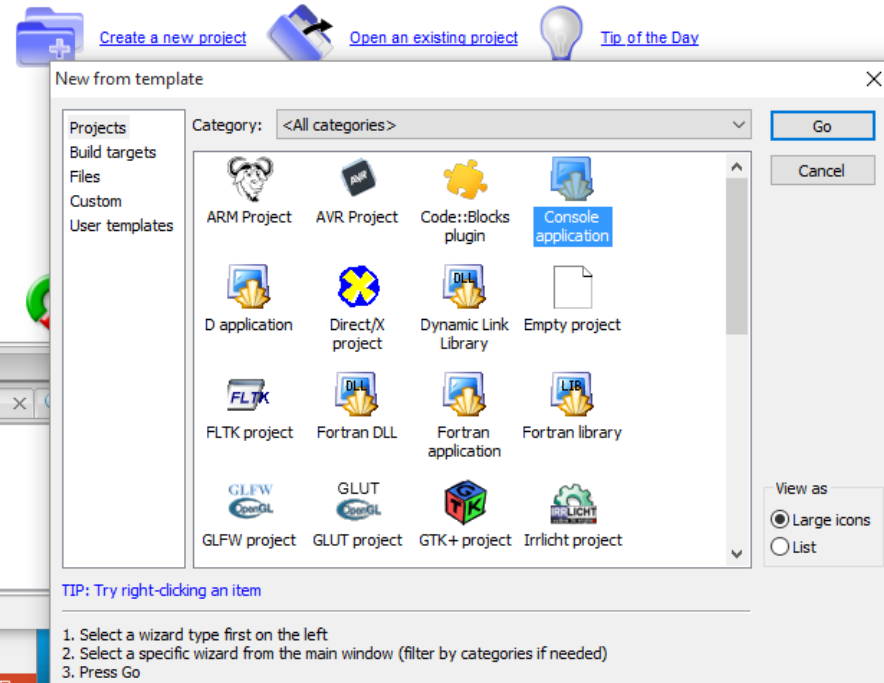 Create a new project Open an existing project Tip of the Day
New from template
Projects
Build targets
Files
Custom
User templates
Category: <All categories>
Go
Cancel
AVR
ARM Project AVR Project Code::Blocks plugin Console application
DLL
D application Direct/X project Dynamic Link Library Empty project
FLTK DLL LIB
FLTK project Fortran DLL Fortran application Fortran library
GLFW OpenGL GLUT OpenGL GTK IRRLICHT
GLFW project GLUT project GTK+ project Irrlicht project
View as
Large icons
List
TIP: Try right-clicking an item
1. Select a wizard type first on the left
2. Select a specific wizard from the main window (filter by categories if needed)
3. Press Go